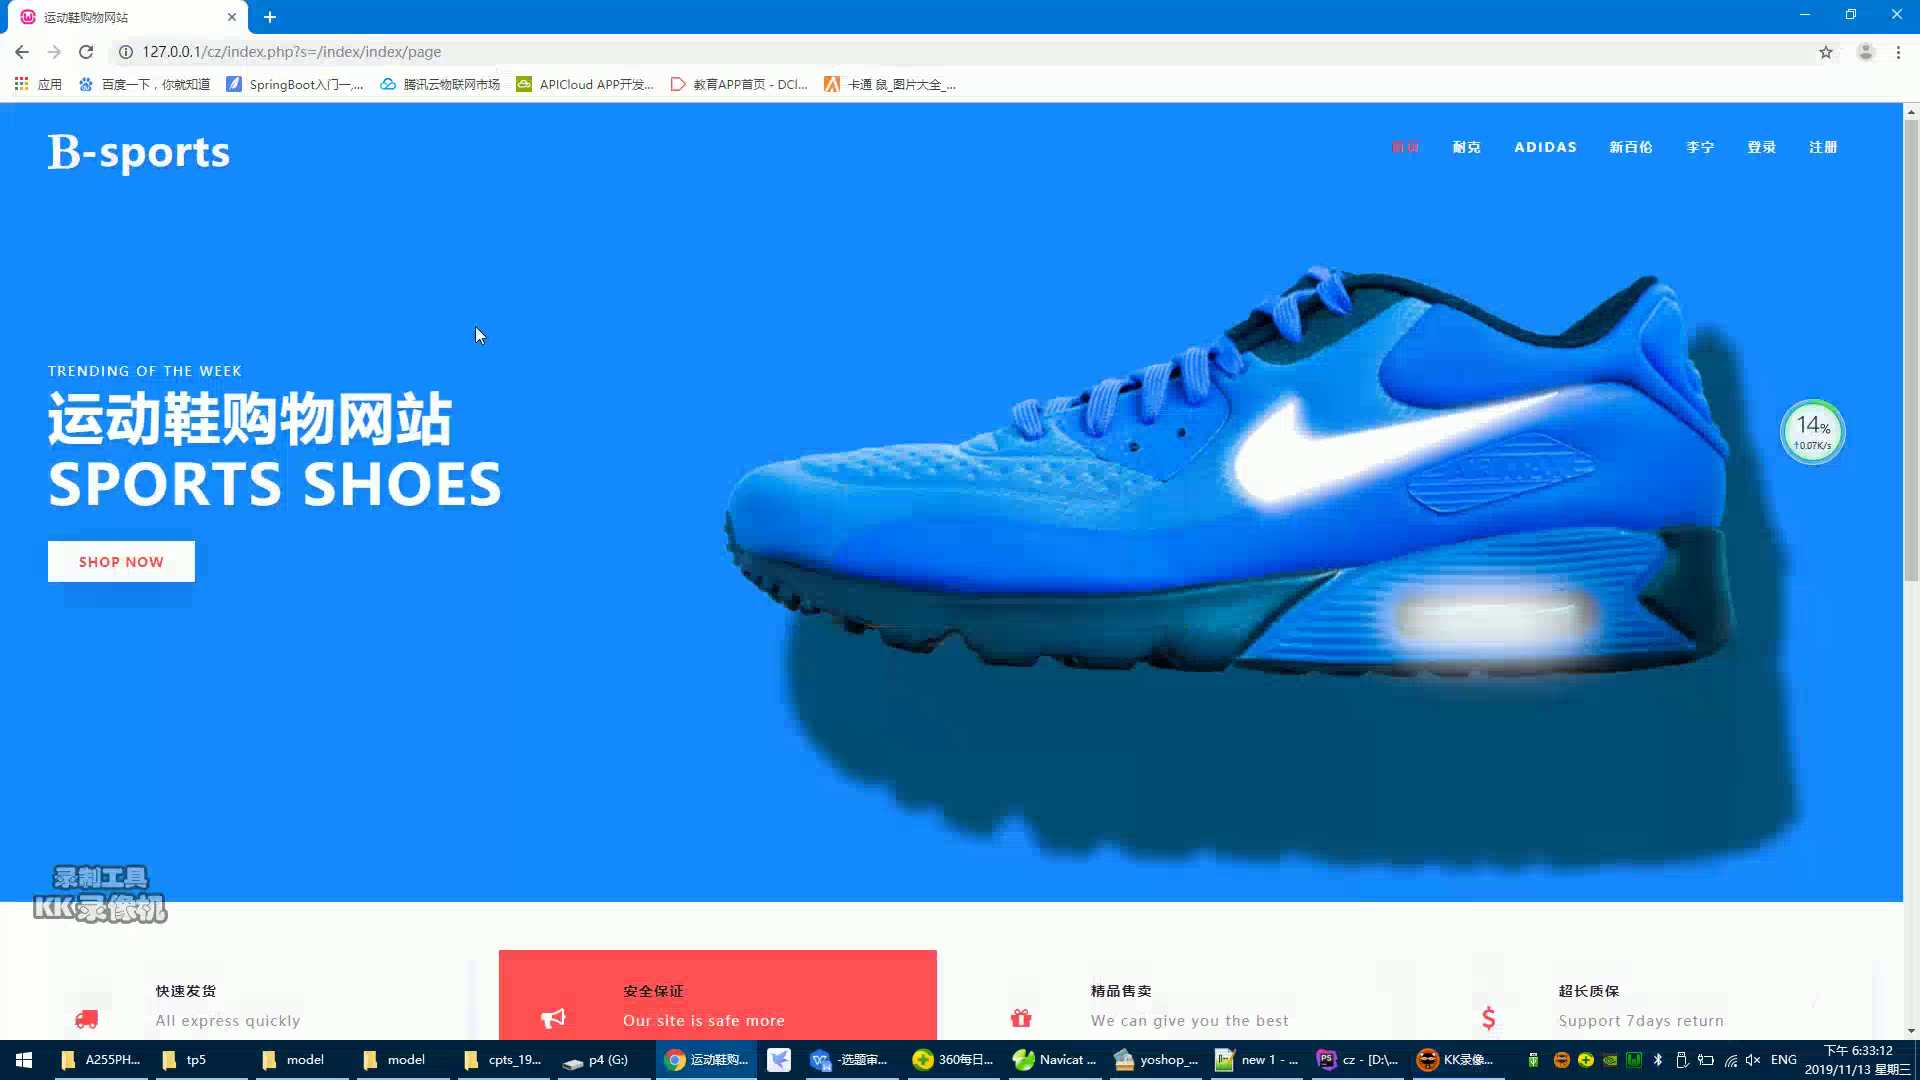 运动鞋购物网站
127.0.0.1/cz/index.php?s=/index/index/page
应用
百度一下，你就知道
SpringBoot入门一,...
腾讯云物联网市场
APICloud APP开发...
教育APP首页 - DCl...
卡通 鼠_图片大全_...
B-sports
首页
耐克
ADIDAS
新百伦
李宁
登录
注册
TRENDING OF THE WEEK
运动鞋购物网站
SPORTS SHOES
SHOP NOW
14%
↑0.07K/s
录制工具
KK录像机
快速发货
All express quickly
安全保证
Our site is safe more
精品售卖
We can give you the best
超长质保
Support 7days return
A255PH...
tp5
model
model
cpts_19...
p4 (G:)
运动鞋购...
-选题审...
360每日...
Navicat ...
yoshop_...
new 1 - ...
cz - [D:\...
KK录像...
ENG
下午 6:33:12
2019/11/13 星期三